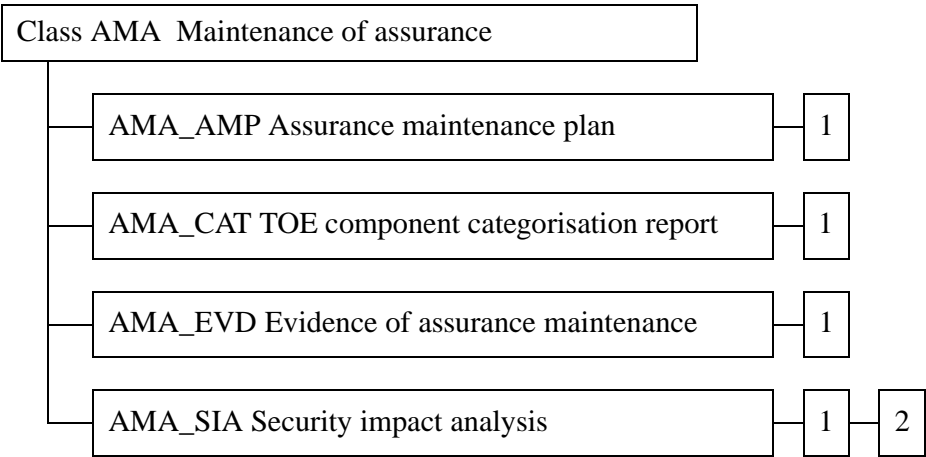 Class AMA  Maintenance of assurance
AMA_AMP Assurance maintenance plan 1
AMA_CAT TOE component categorisation report 1
AMA_EVD Evidence of assurance maintenance 1
AMA_SIA Security impact analysis 1 2